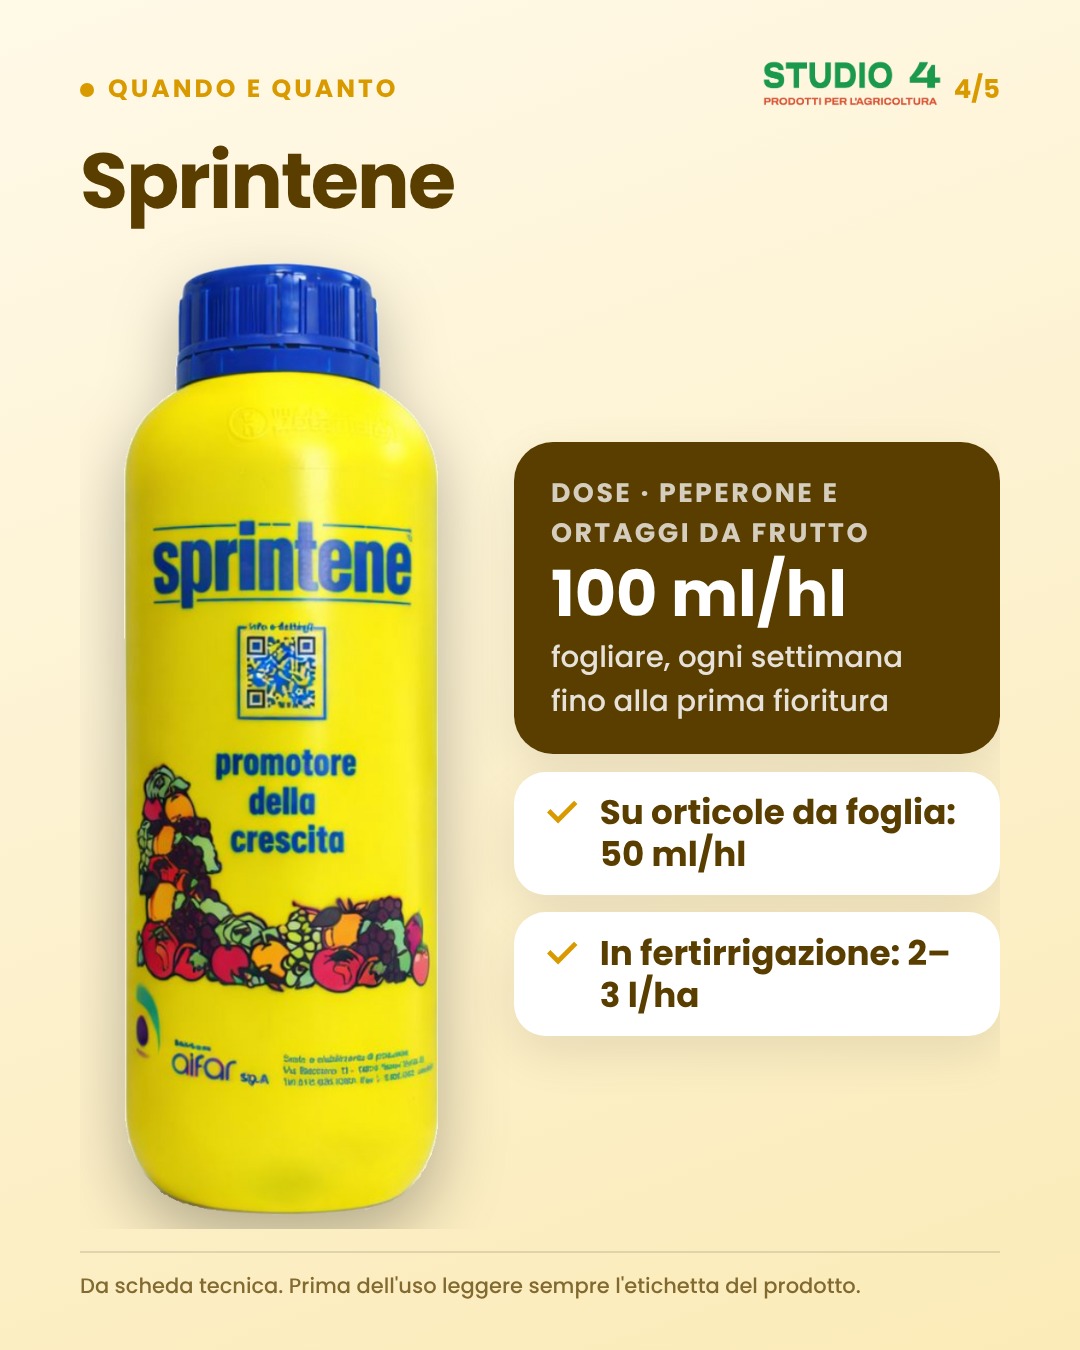 QUANDO E QUANTO
STUDIO 4
PRODOTTI PER L'AGRICOLTURA
4/5
Sprintene
sprintene
info e dettagli
promotore
della
crescita
aifar S.p.A
DOSE · PEPERONE E
ORTAGGI DA FRUTTO
100 ml/hl
fogliare, ogni settimana
fino alla prima fioritura
Su orticole da foglia:
50 ml/hl
In fertirrigazione: 2–
3 l/ha
Da scheda tecnica. Prima dell'uso leggere sempre l'etichetta del prodotto.